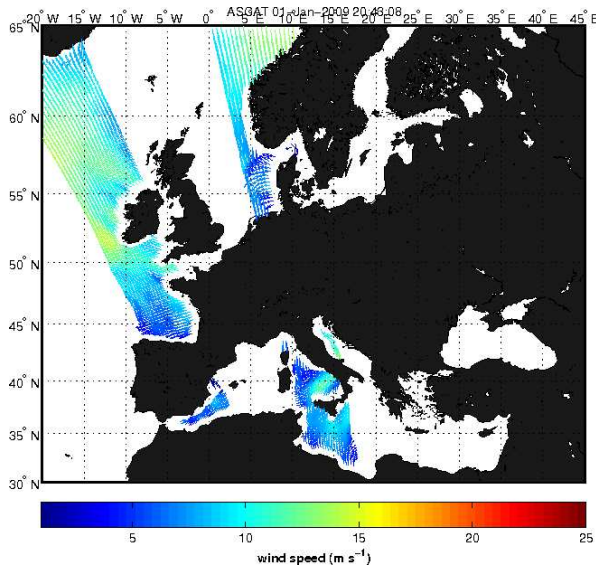 ASCAT 01-Jan-2009 20:43:08
20° W 15° W 10° W 5° W 0° 5° E 10° E 15° E 20° E 25° E 30° E 35° E 40° E 45° E
65° N
60° N
55° N
50° N
45° N
40° N
35° N
30° N
5 10 15 20 25
wind speed (m s⁻¹)